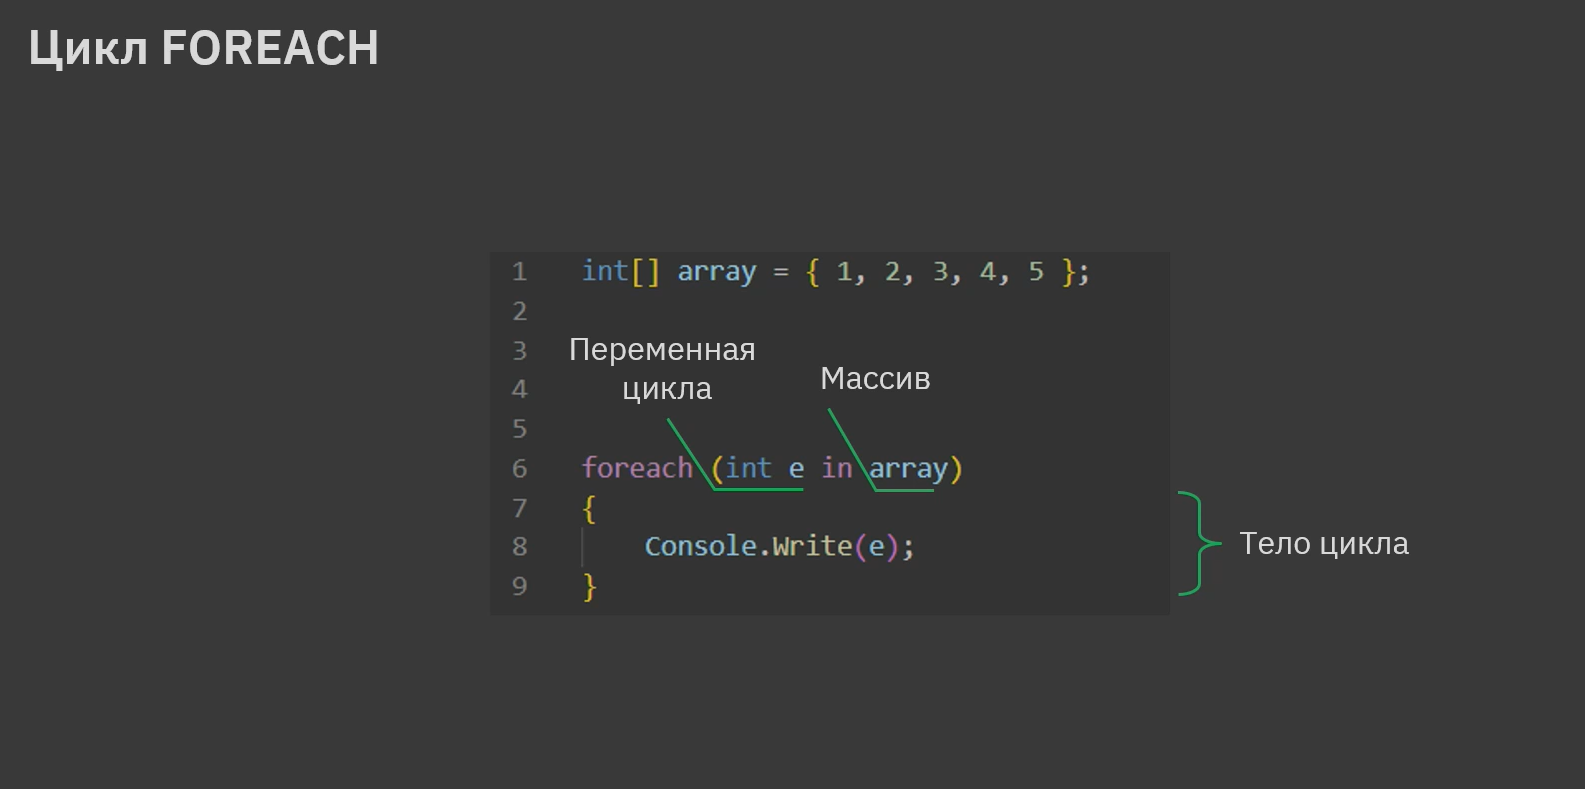 Цикл FOREACH
1 int[] array = { 1, 2, 3, 4, 5 };
2
3 Переменная
4 цикла
Массив
5
6 foreach (int e in array)
7 {
8 Console.Write(e);
9 }
Тело цикла